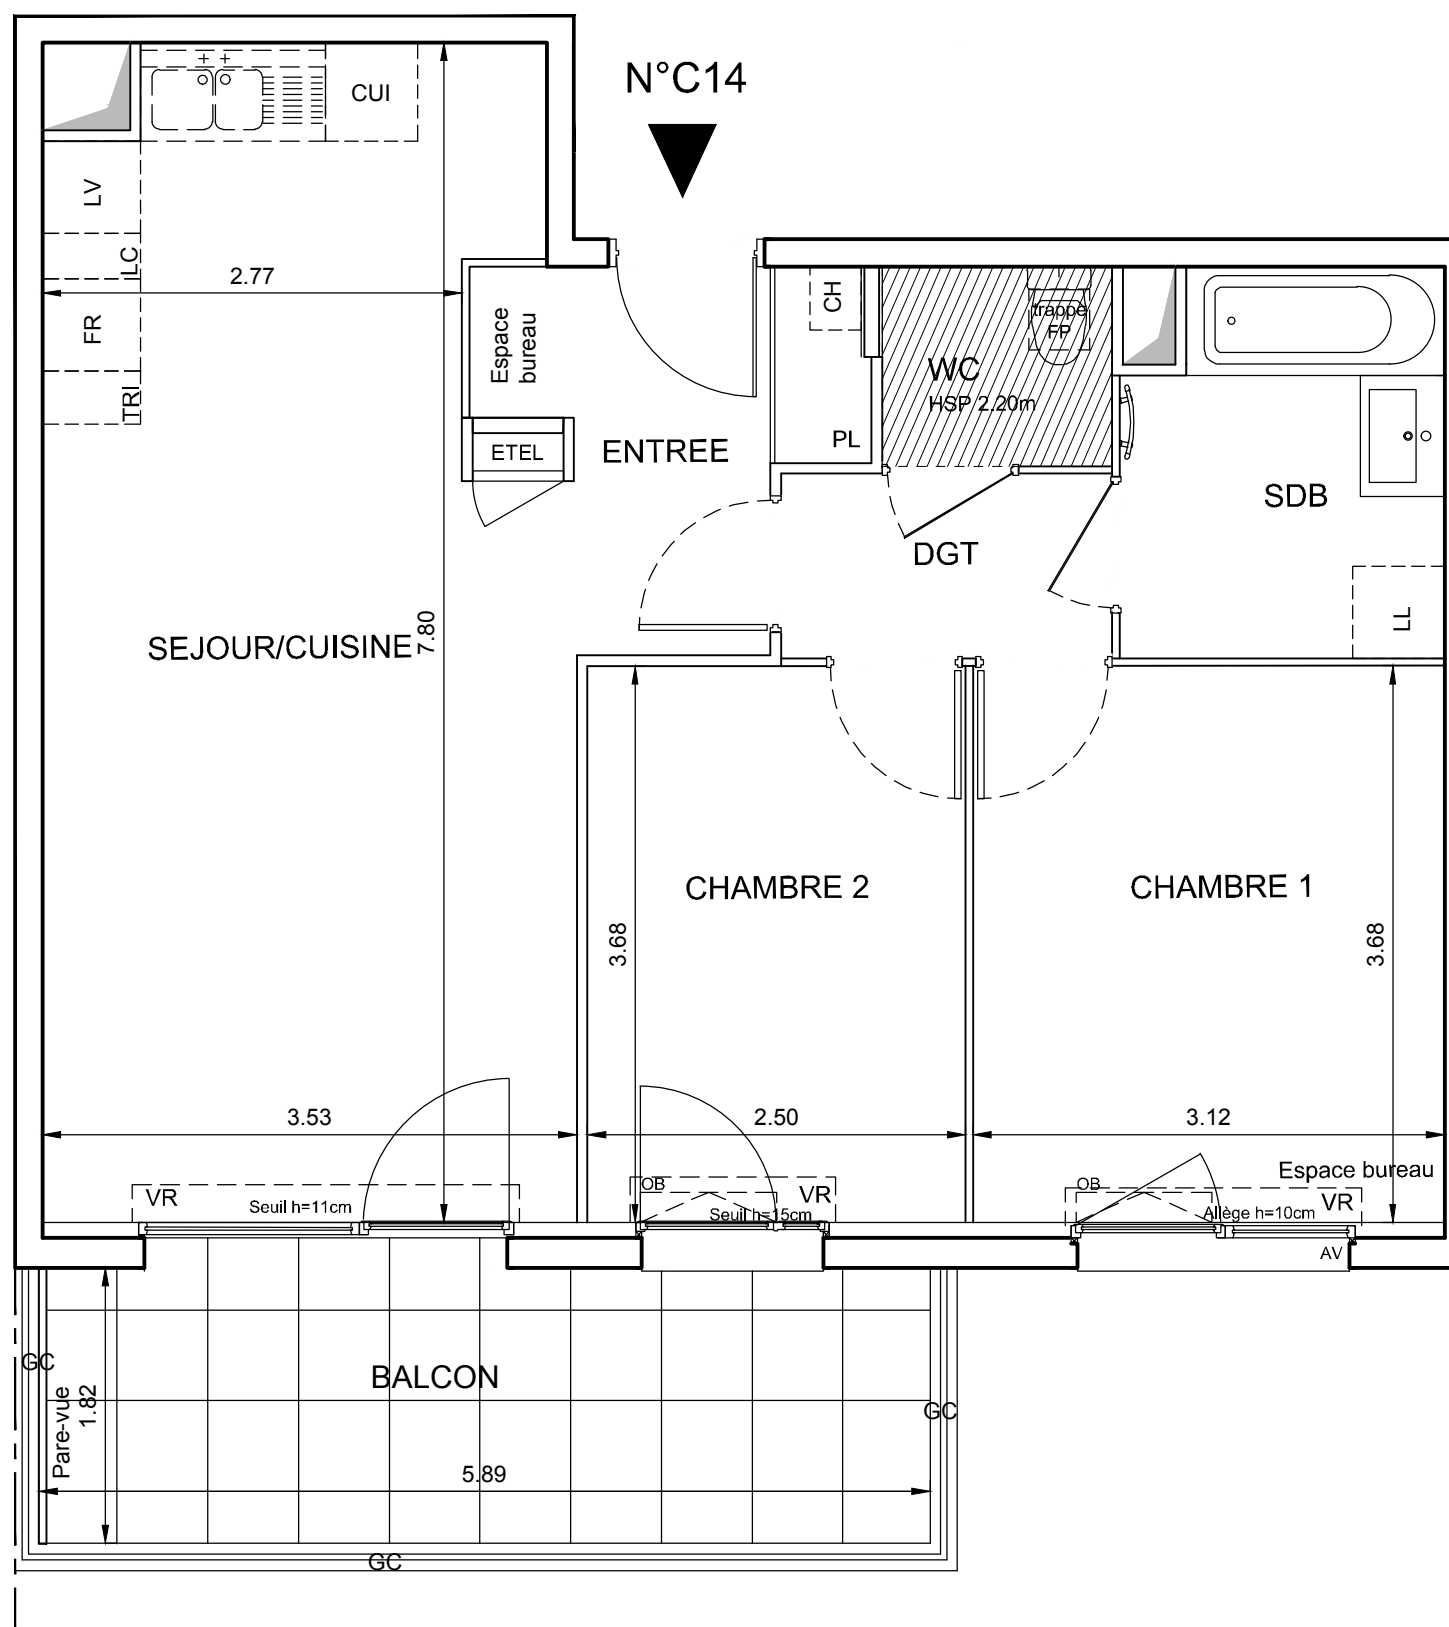 N°C14
CUI
LV
LC
2.77
FR
TRI
Espace
bureau
ETEL
ENTREE
CH
PL
trappe
FP
WC
HSP 2.20m
SDB
DGT
LL
SEJOUR/CUISINE
7.80
CHAMBRE 2
CHAMBRE 1
3.68
3.68
3.53
2.50
3.12
VR
Seuil h=11cm
OB
VR
Seuil h=15cm
OB
Espace bureau
VR
Allège h=10cm
AV
GC
Pare-vue
1.82
BALCON
GC
5.89
GC